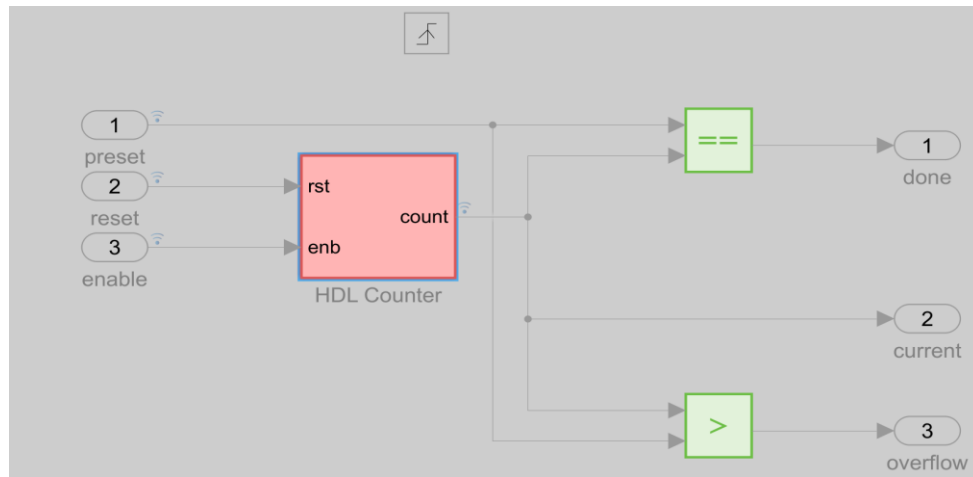 1
preset
2
reset
3
enable
rst
enb
count
HDL Counter
==
>
1
done
2
current
3
overflow